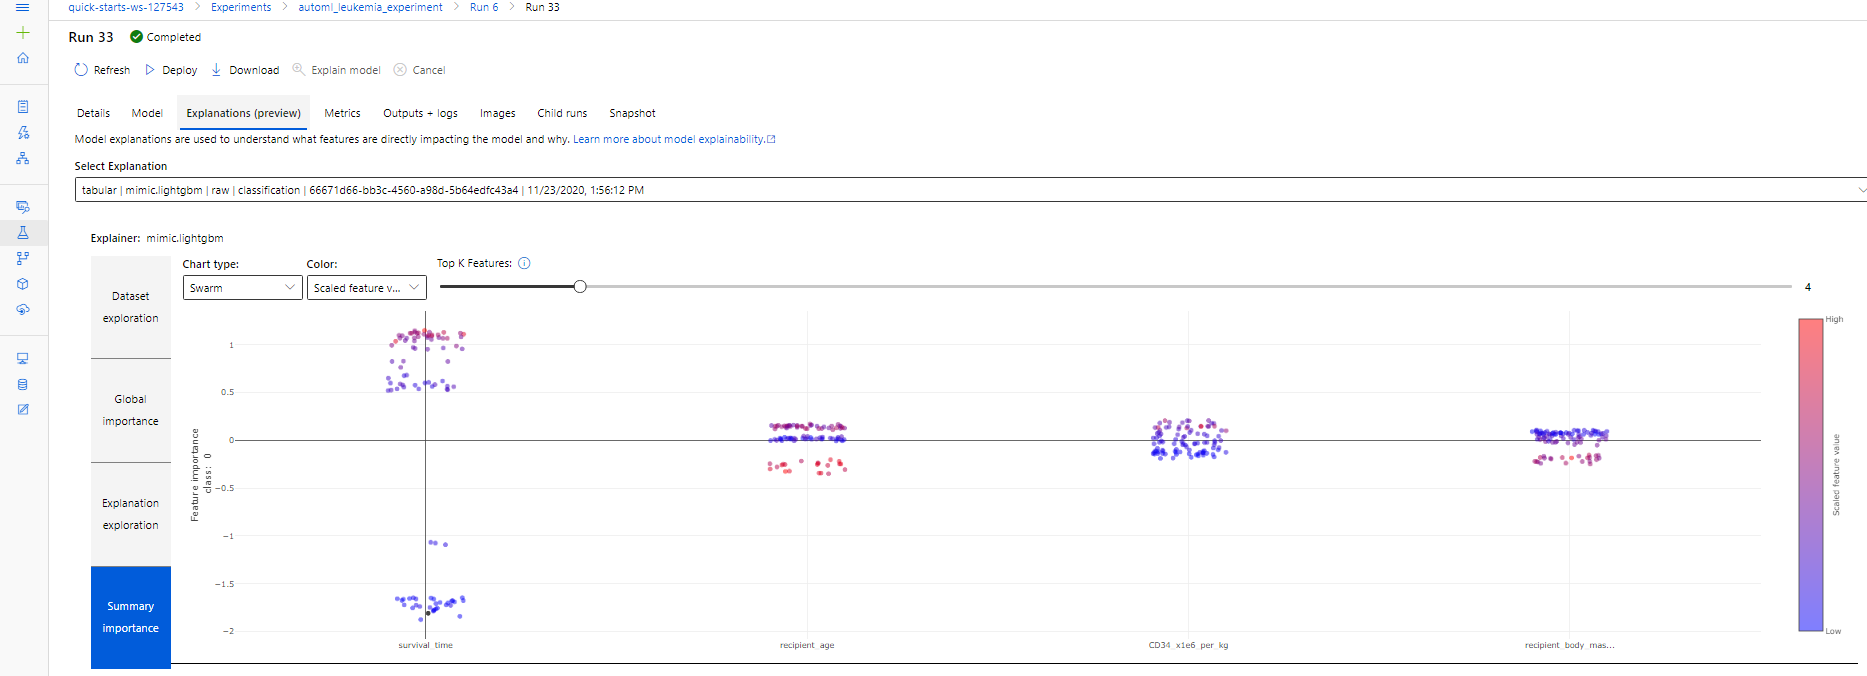 quick-starts-ws-127543 > Experiments > automl_leukemia_experiment > Run 6 > Run 33
Run 33 Completed
Refresh Deploy Download Explain model Cancel
Details Model Explanations (preview) Metrics Outputs + logs Images Child runs Snapshot
Model explanations are used to understand what features are directly impacting the model and why. Learn more about model explainability.
Select Explanation
tabular | mimic.lightgbm | raw | classification | 66671d66-bb3c-4560-a98d-5b64edfc43a4 | 11/23/2020, 1:56:12 PM
Explainer: mimic.lightgbm
Dataset
exploration
Global
importance
Explanation
exploration
Summary
importance
Chart type: Color: Top K Features:
Swarm Scaled feature v... 4
Feature importance
class: 0
1
0.5
0
−0.5
−1
−1.5
−2
survival_time recipient_age CD34_x1e6_per_kg recipient_body_mas...
High
Scaled feature value
Low